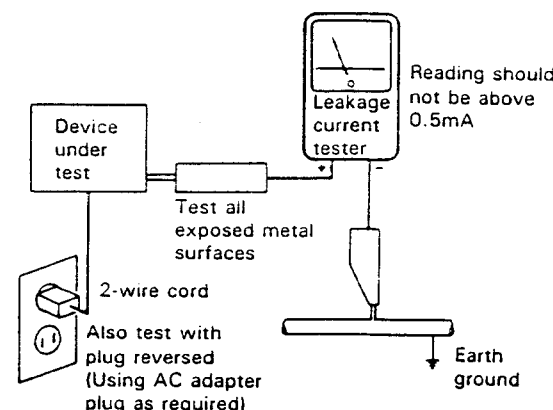 Device
under
test
Leakage
current
tester
+ -
Reading should
not be above
0.5mA
Test all
exposed metal
surfaces
2-wire cord
Also test with
plug reversed
(Using AC adapter
plug as required)
Earth
ground